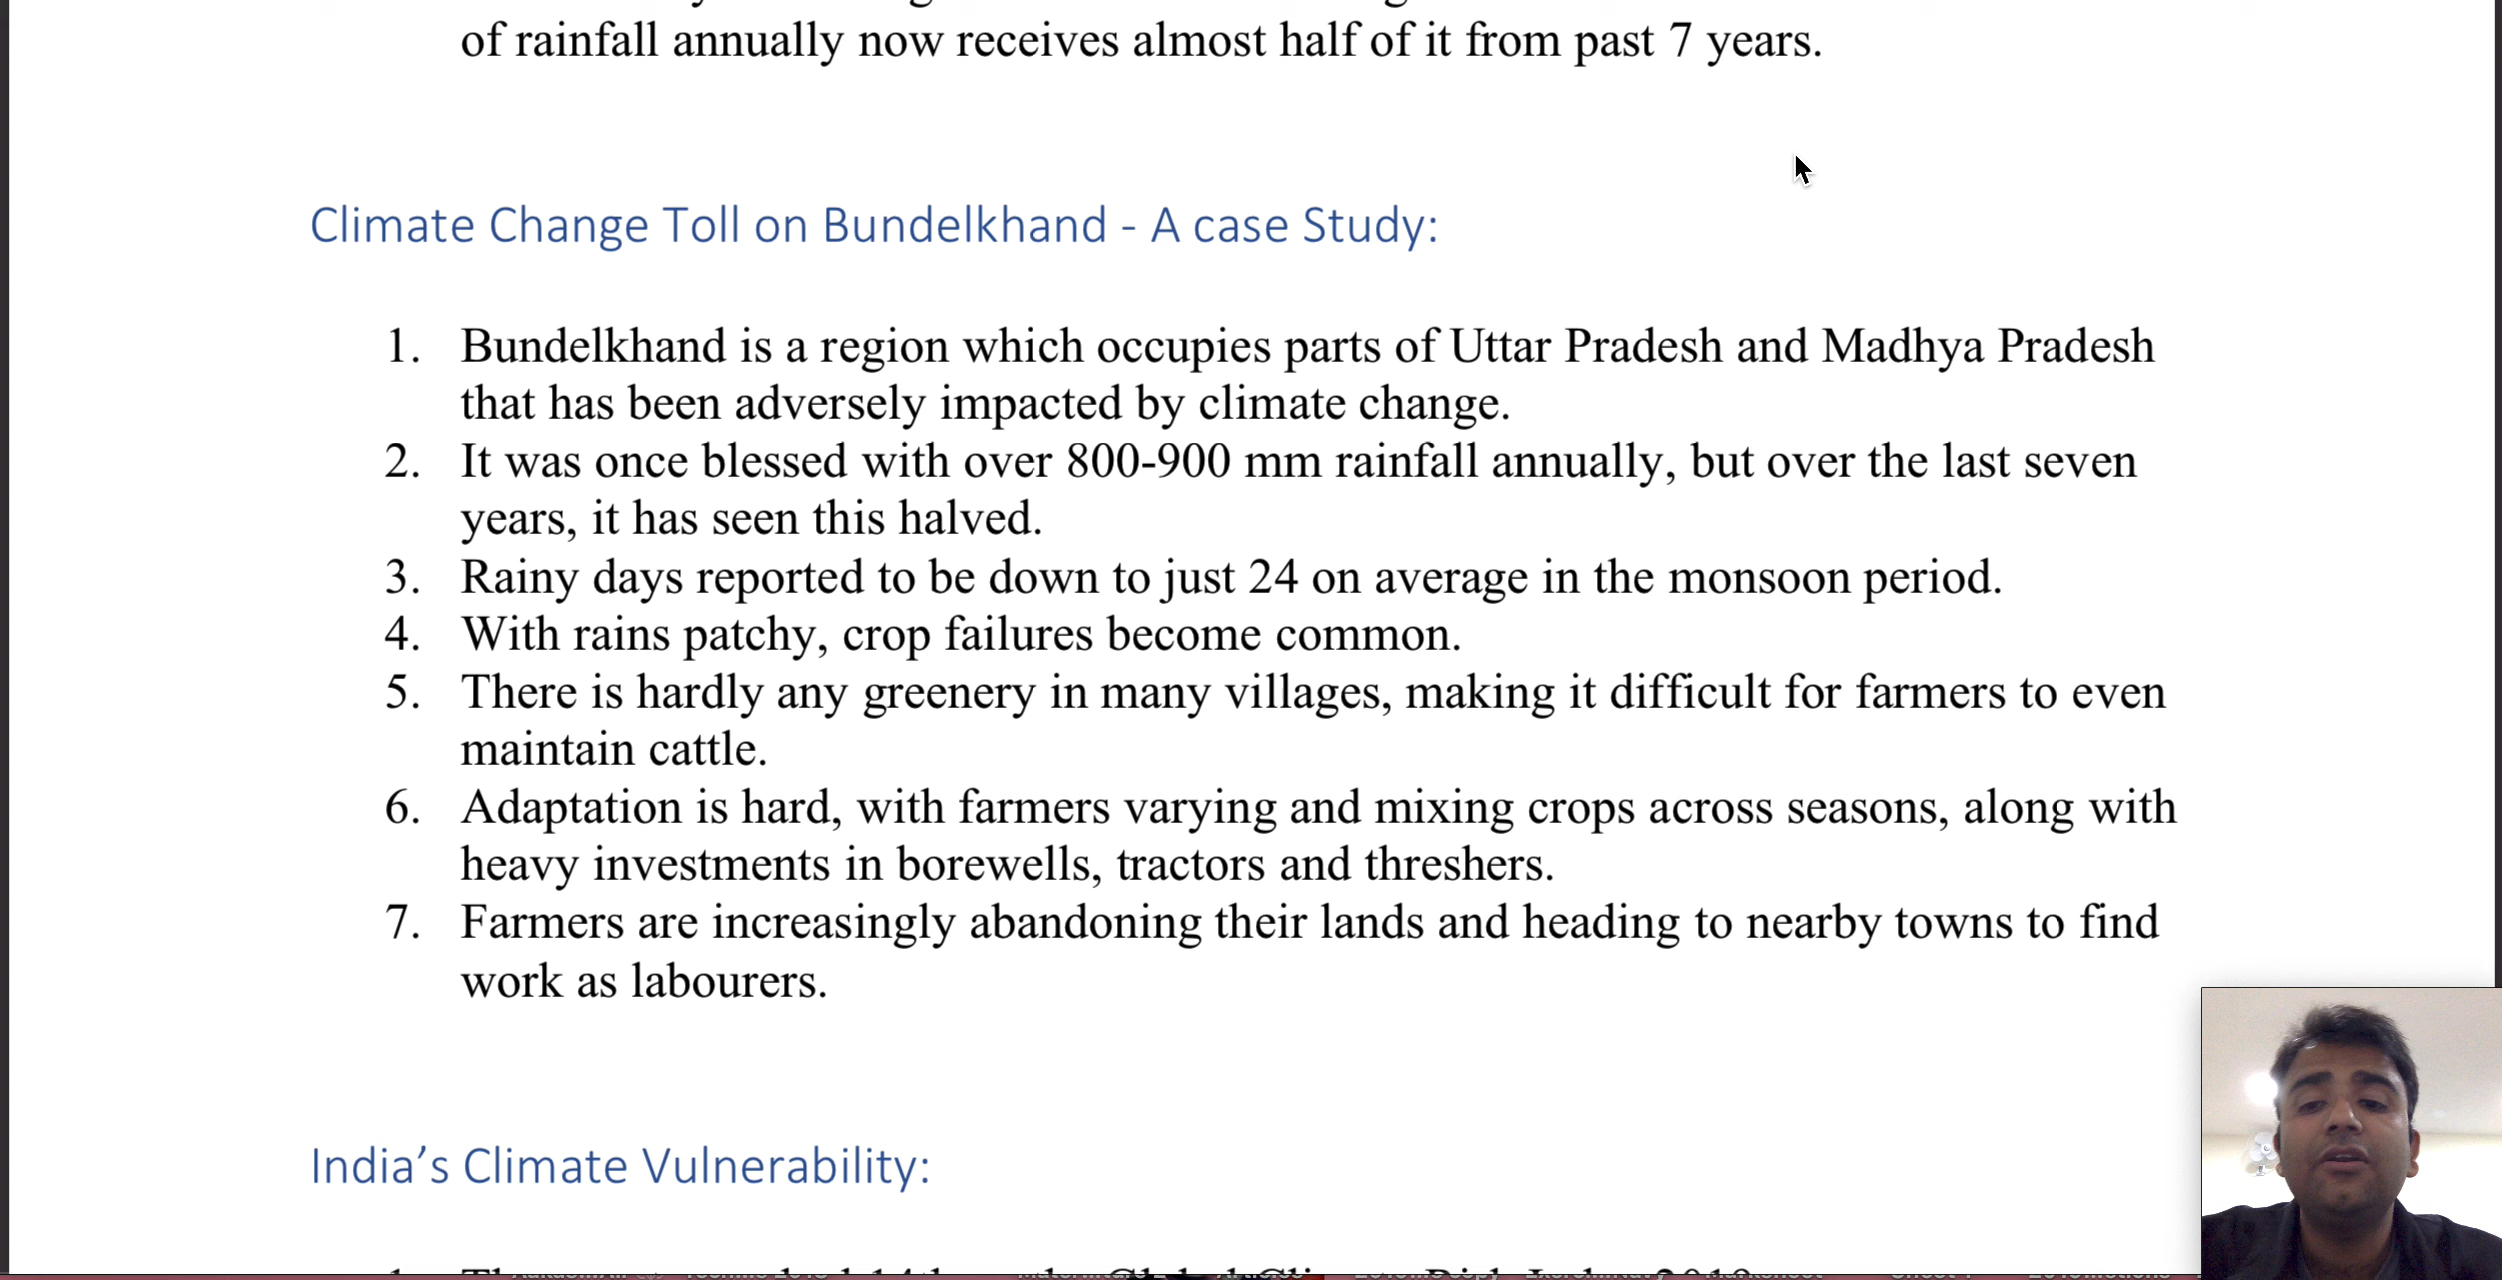 of rainfall annually now receives almost half of it from past 7 years.
Climate Change Toll on Bundelkhand - A case Study:
1. Bundelkhand is a region which occupies parts of Uttar Pradesh and Madhya Pradesh
that has been adversely impacted by climate change.
2. It was once blessed with over 800-900 mm rainfall annually, but over the last seven
years, it has seen this halved.
3. Rainy days reported to be down to just 24 on average in the monsoon period.
4. With rains patchy, crop failures become common.
5. There is hardly any greenery in many villages, making it difficult for farmers to even
maintain cattle.
6. Adaptation is hard, with farmers varying and mixing crops across seasons, along with
heavy investments in borewells, tractors and threshers.
7. Farmers are increasingly abandoning their lands and heading to nearby towns to find
work as labourers.
India’s Climate Vulnerability: